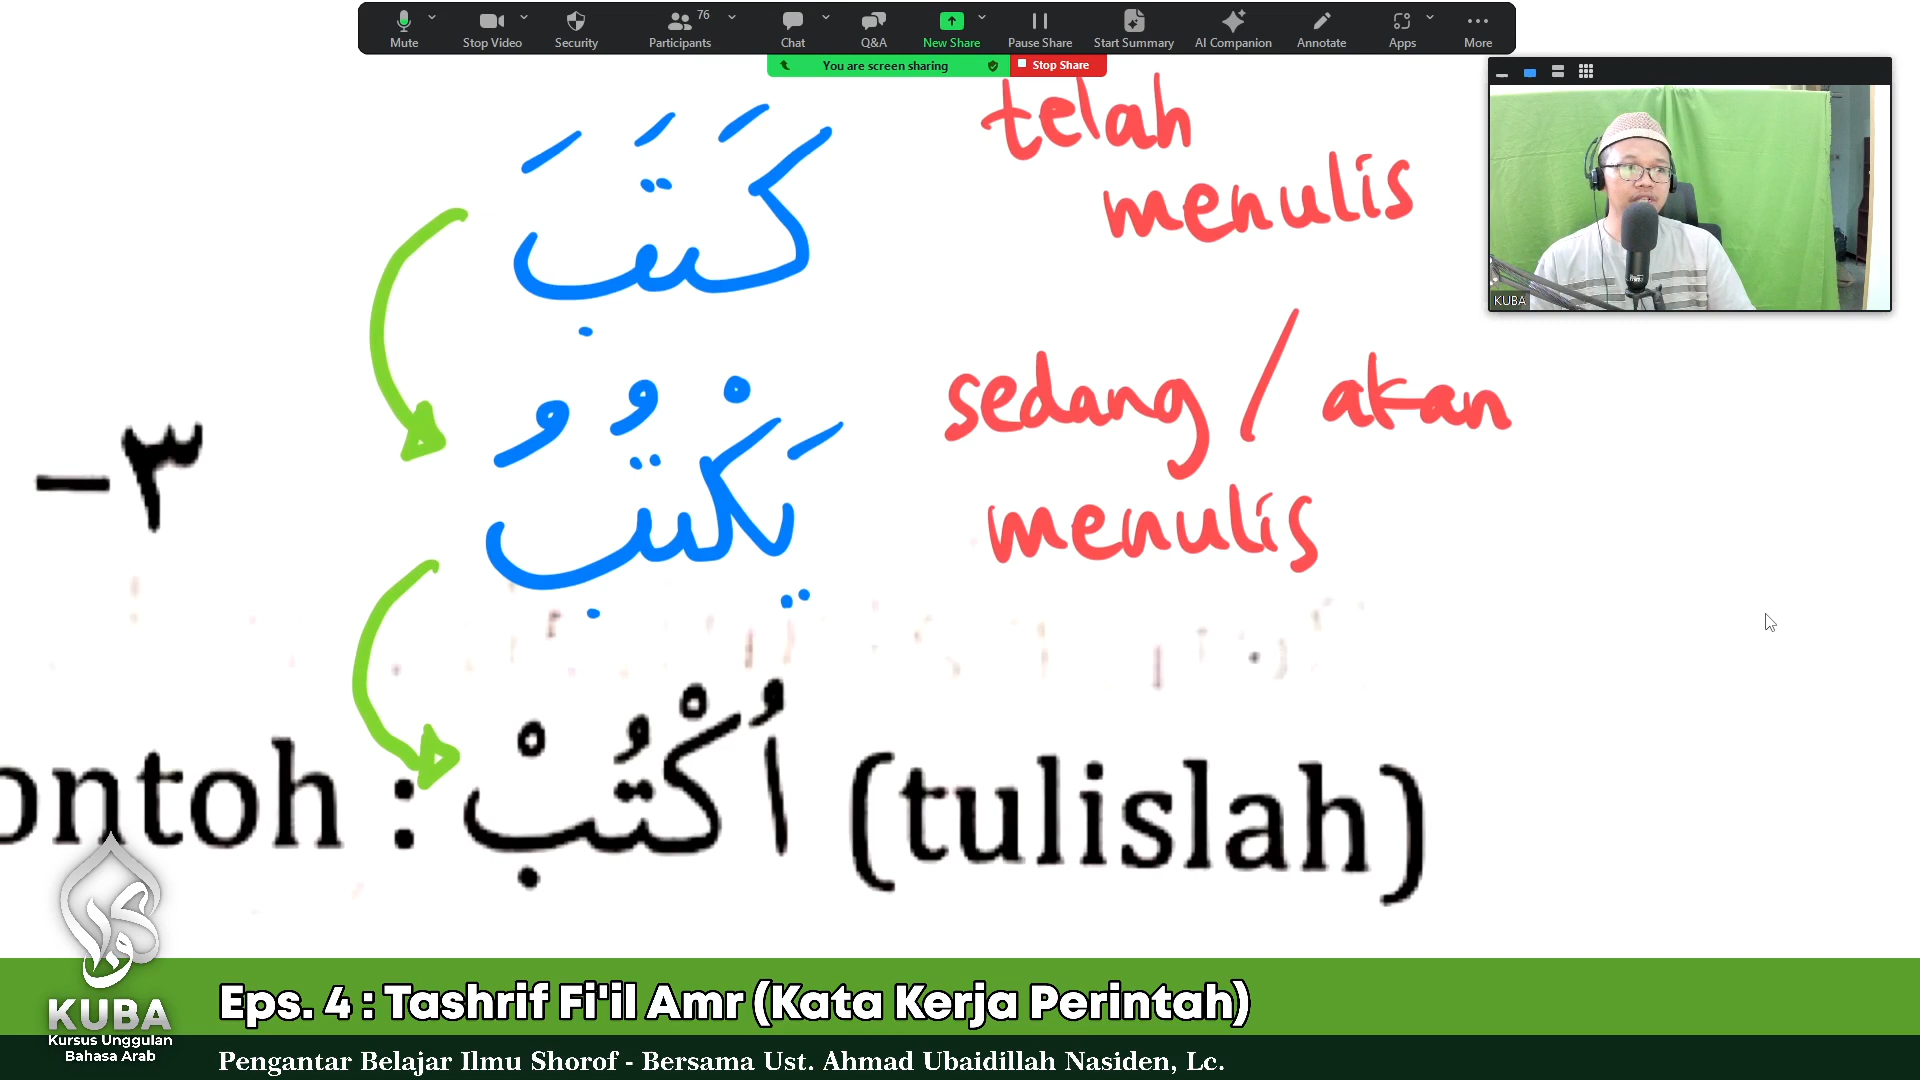 Mute
Stop Video
Security
Participants 76
Chat
Q&A
New Share
Pause Share
Start Summary
AI Companion
Annotate
Apps
More
You are screen sharing
Stop Share
KUBA
كَتَبَ telah
menulis
يَكْتُبُ sedang / akan
menulis
٣-
ontoh : اُكْتُبْ (tulislah)
KUBA
Kursus Unggulan
Bahasa Arab
Eps. 4 : Tashrif Fi'il Amr (Kata Kerja Perintah)
Pengantar Belajar Ilmu Shorof - Bersama Ust. Ahmad Ubaidillah Nasiden, Lc.